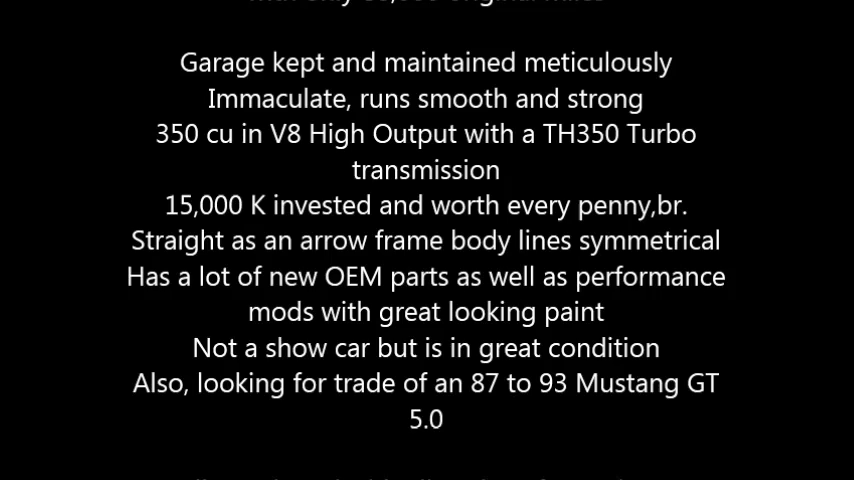 Garage kept and maintained meticulously
Immaculate, runs smooth and strong
350 cu in V8 High Output with a TH350 Turbo
transmission
15,000 K invested and worth every penny,br.
Straight as an arrow frame body lines symmetrical
Has a lot of new OEM parts as well as performance
mods with great looking paint
Not a show car but is in great condition
Also, looking for trade of an 87 to 93 Mustang GT
5.0